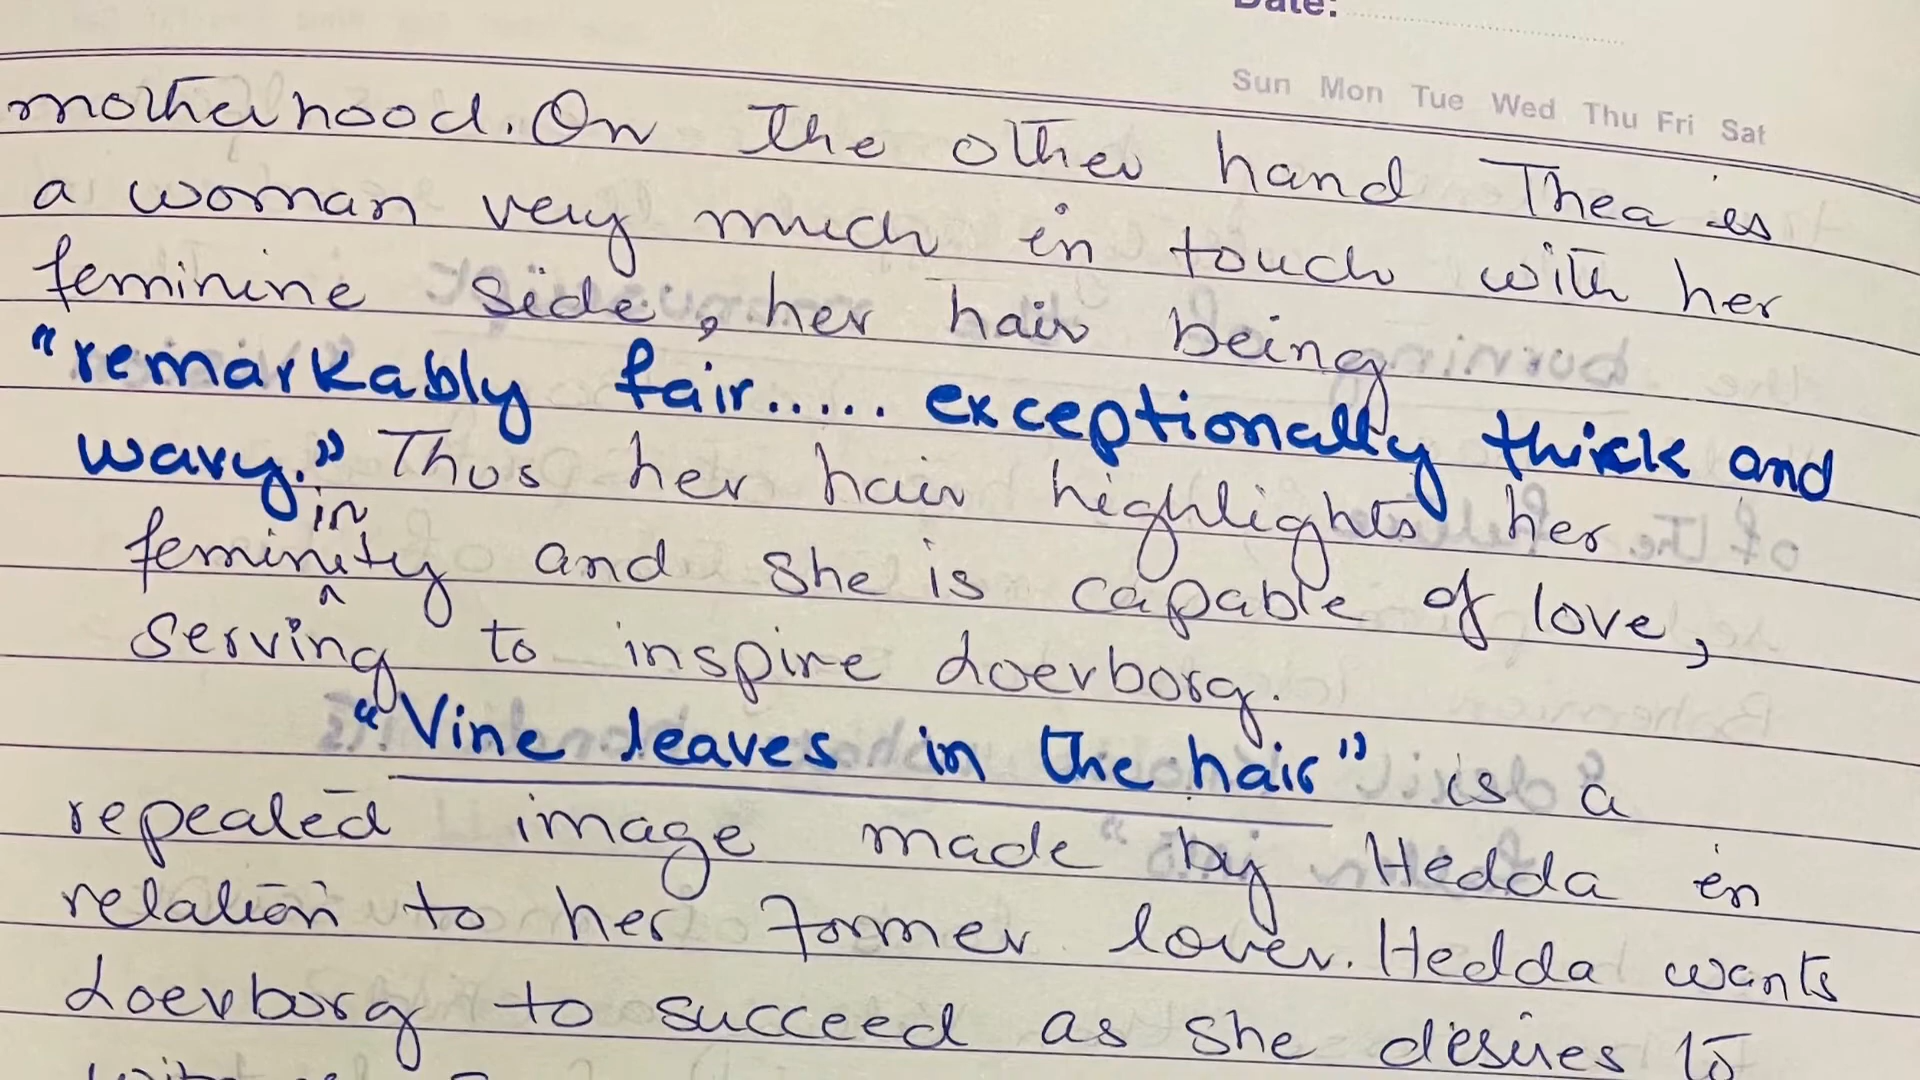 Date:
Sun Mon Tue Wed Thu Fri Sat
motherhood. On the other hand Thea is
a woman very much in touch with her
feminine side, her hair being
"remarkably fair..... exceptionally thick and
wavy." Thus her hair highlights her
in
feminity and she is capable of love,
serving to inspire Loevborg.
"Vine leaves in the hair" is a
repeated image made by Hedda in
relation to her former lover. Hedda wants
Loevborg to succeed as she desires to